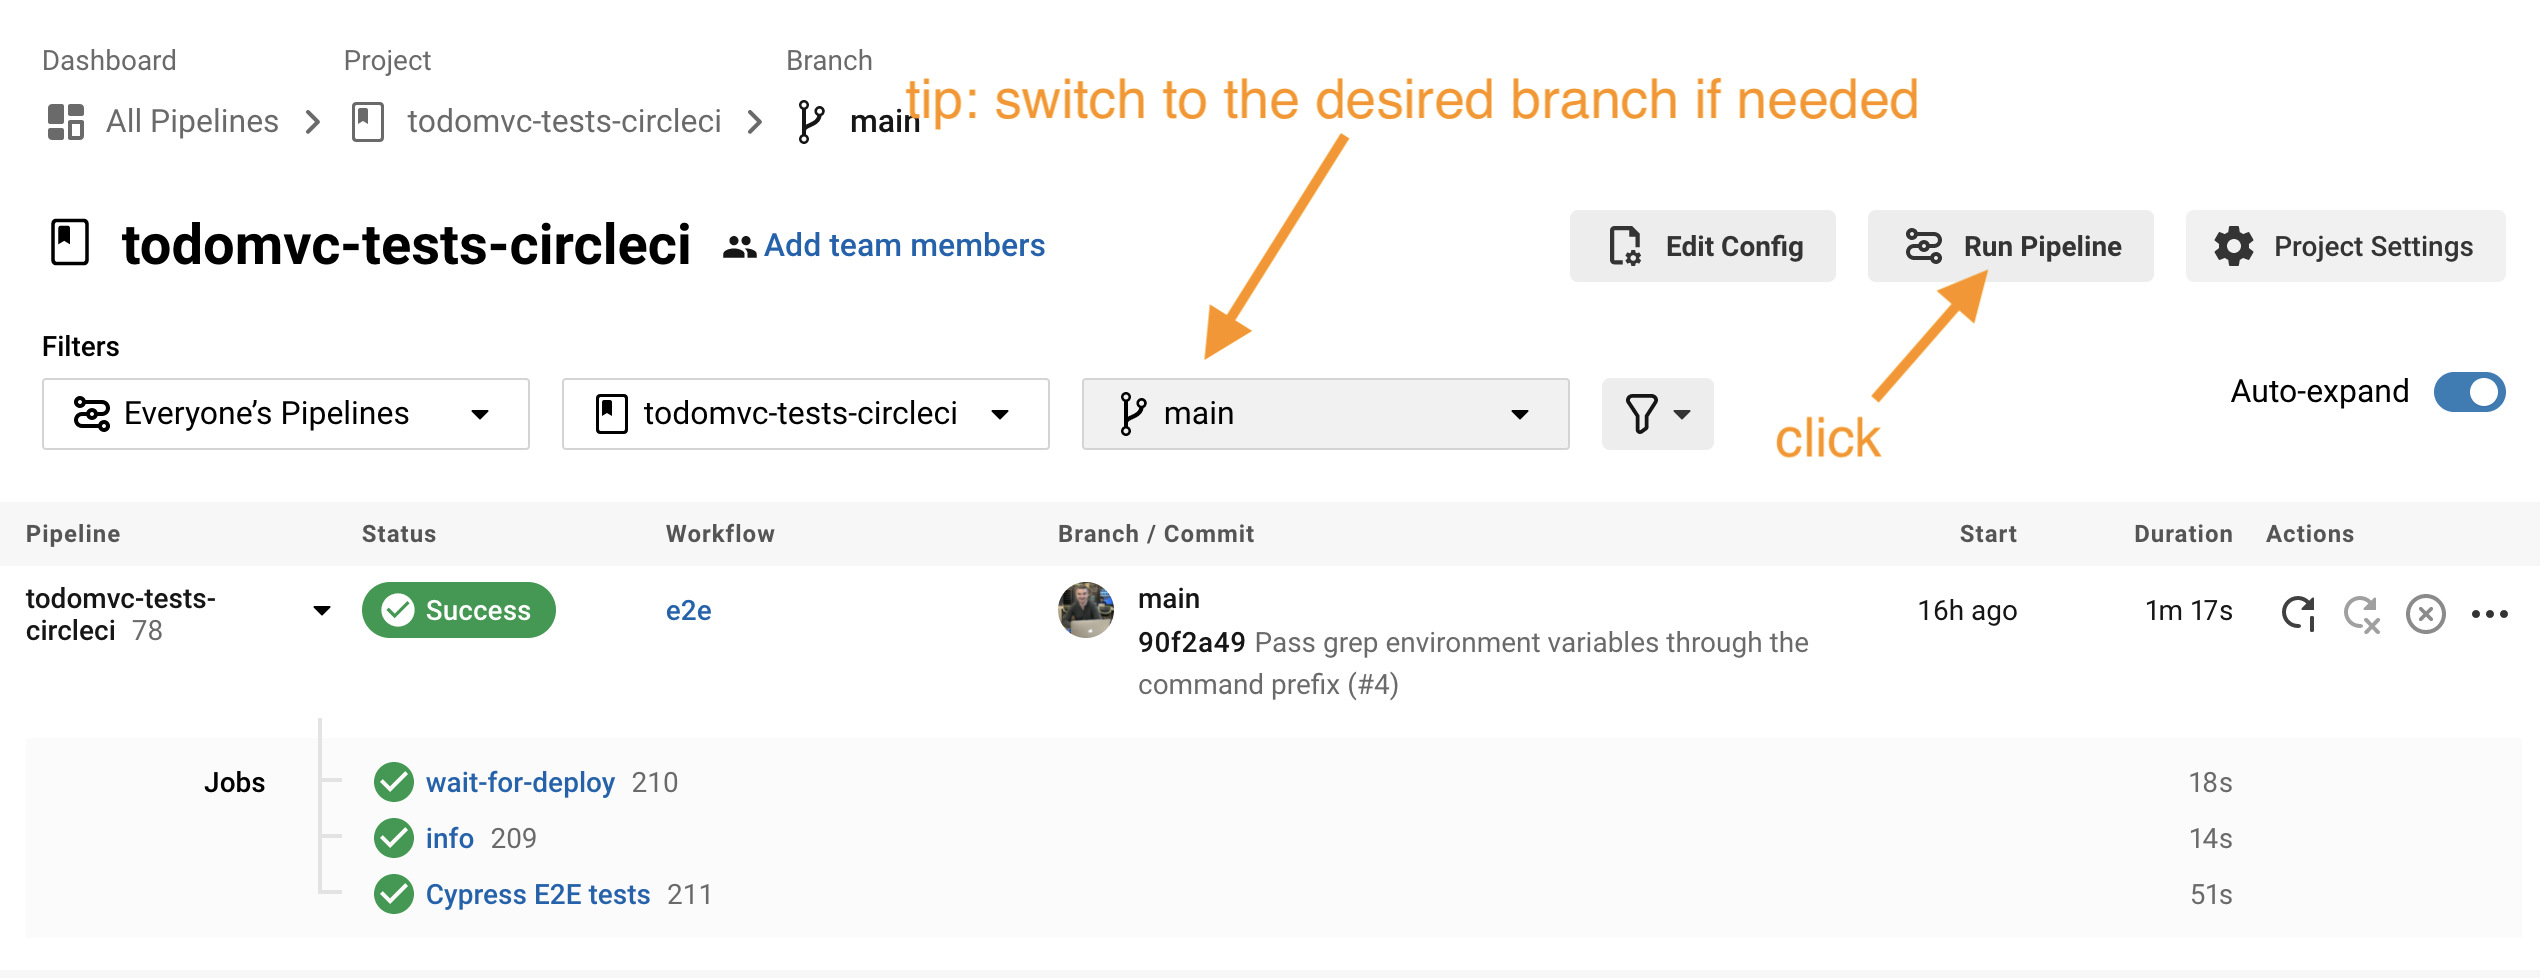 Dashboard Project Branch
All Pipelines todomvc-tests-circleci main
tip: switch to the desired branch if needed
todomvc-tests-circleci Add team members Edit Config Run Pipeline Project Settings
Filters
Everyone’s Pipelines todomvc-tests-circleci main Auto-expand
click
Pipeline Status Workflow Branch / Commit Start Duration Actions
todomvc-tests-
circleci 78
Success e2e
main
90f2a49 Pass grep environment variables through the
command prefix (#4)
16h ago 1m 17s
Jobs wait-for-deploy 210 18s
info 209 14s
Cypress E2E tests 211 51s